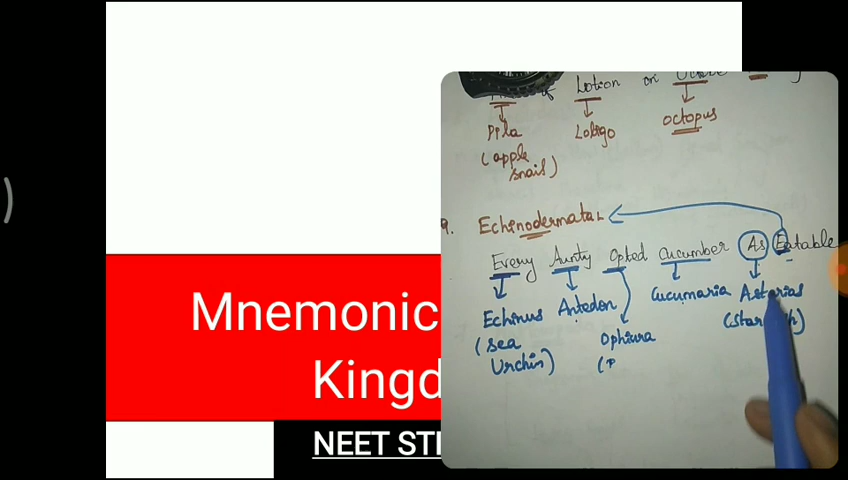 Mnemonic
Kingd
NEET ST
Lotion on
Pila
Loligo
octopus
(apple
snail)
9. Echinodermata
Every Aunty Opted Cucumber As Eatable
Echinus Antedon Cucumaria Asterias
(sea
Urchin)
Ophiura